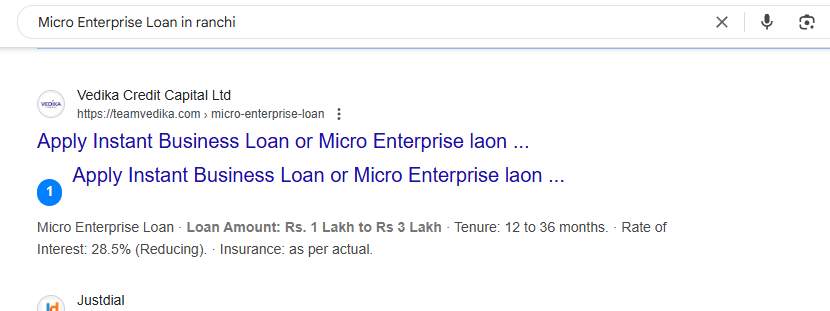 Micro Enterprise Loan in ranchi
VEDIKA
Vedika Credit Capital Ltd
https://teamvedika.com › micro-enterprise-loan
Apply Instant Business Loan or Micro Enterprise laon ...
1 Apply Instant Business Loan or Micro Enterprise laon ...
Micro Enterprise Loan · Loan Amount: Rs. 1 Lakh to Rs 3 Lakh · Tenure: 12 to 36 months. · Rate of
Interest: 28.5% (Reducing). · Insurance: as per actual.
Justdial